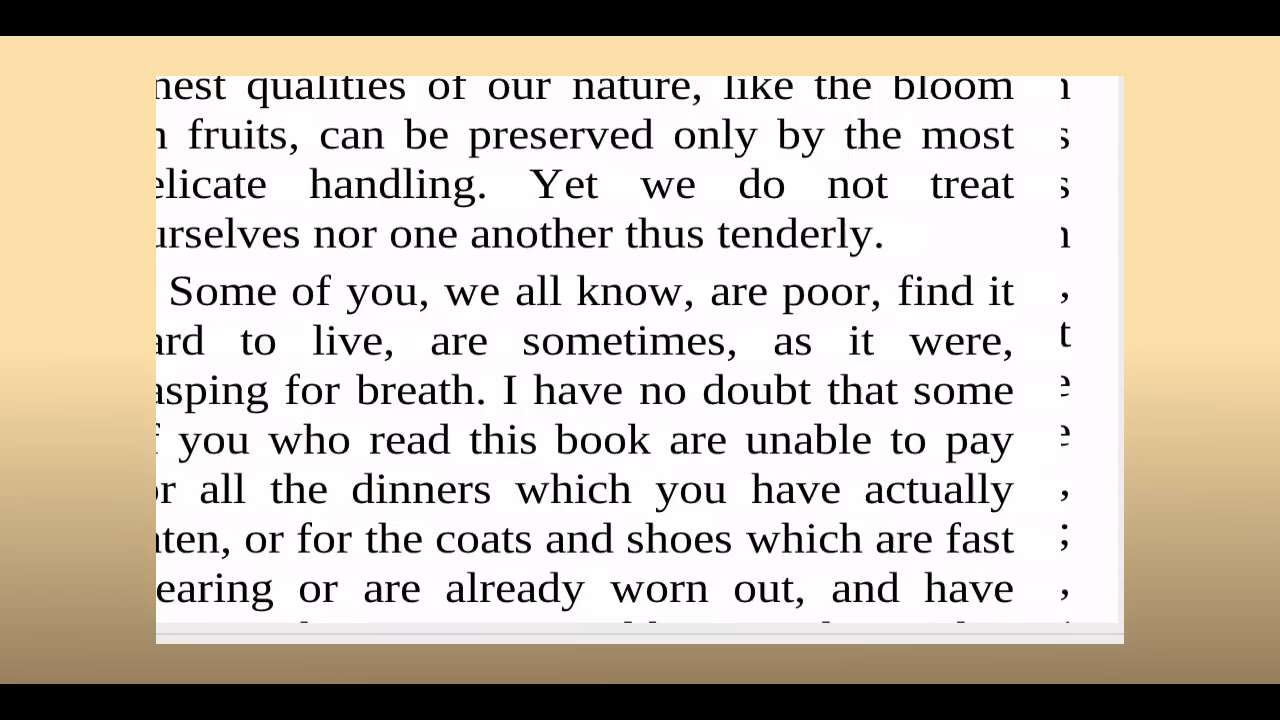 nest qualities of our nature, like the bloom
n fruits, can be preserved only by the most
elicate handling. Yet we do not treat
urselves nor one another thus tenderly.
Some of you, we all know, are poor, find it
ard to live, are sometimes, as it were,
asping for breath. I have no doubt that some
f you who read this book are unable to pay
or all the dinners which you have actually
aten, or for the coats and shoes which are fast
earing or are already worn out, and have